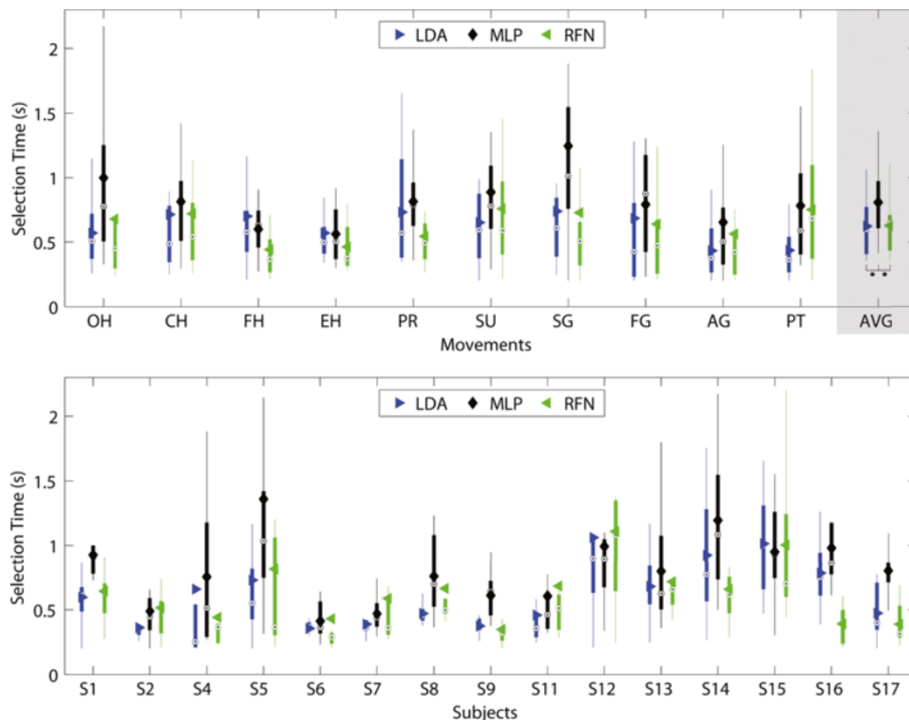 LDA MLP RFN
2
1.5
1
0.5
0
Selection Time (s)
OH CH FH EH PR SU SG FG AG PT AVG
* *
Movements
LDA MLP RFN
2
1.5
1
0.5
0
Selection Time (s)
S1 S2 S4 S5 S6 S7 S8 S9 S11 S12 S13 S14 S15 S16 S17
Subjects